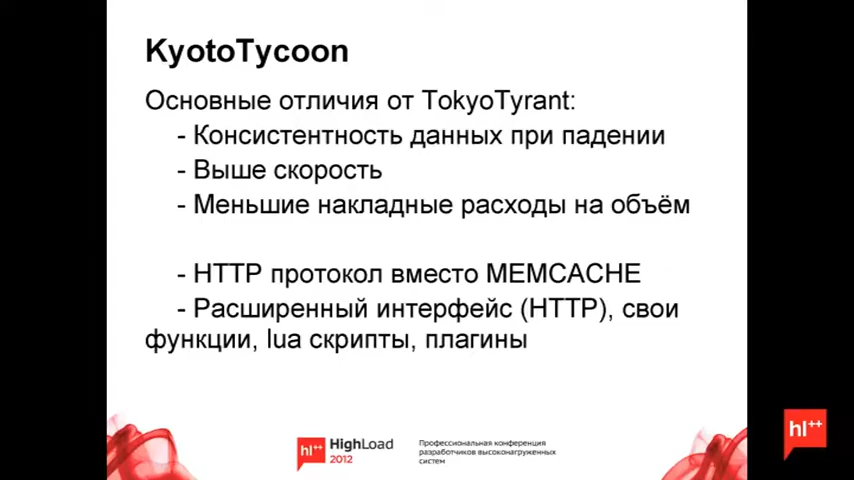 KyotoTycoon
Основные отличия от TokyoTyrant:
- Консистентность данных при падении
- Выше скорость
- Меньшие накладные расходы на объём
- HTTP протокол вместо MEMCACHE
- Расширенный интерфейс (HTTP), свои
функции, lua скрипты, плагины
hl++
HighLoad
2012
Профессиональная конференция
разработчиков высоконагруженных
систем
hl++